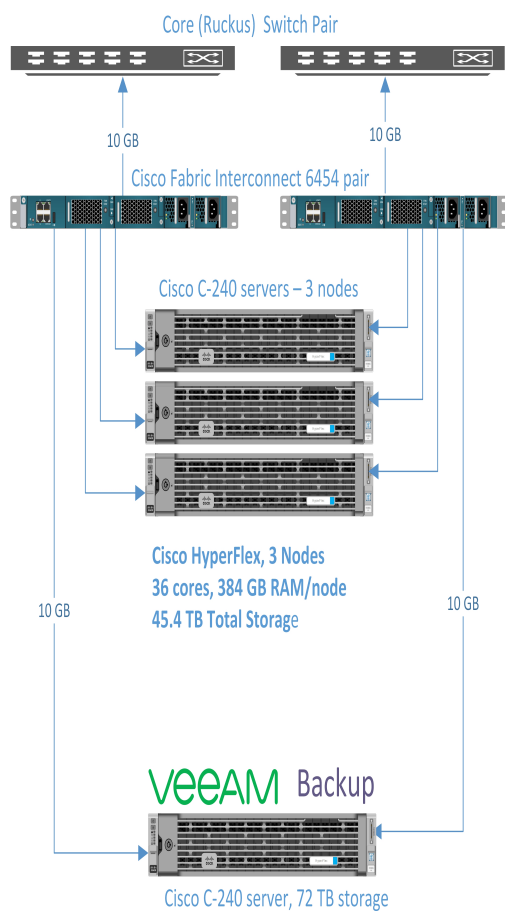 Core (Ruckus) Switch Pair
10 GB
10 GB
Cisco Fabric Interconnect 6454 pair
Cisco C-240 servers – 3 nodes
Cisco HyperFlex, 3 Nodes
36 cores, 384 GB RAM/node
45.4 TB Total Storage
10 GB
10 GB
veeAM Backup
Cisco C-240 server, 72 TB storage